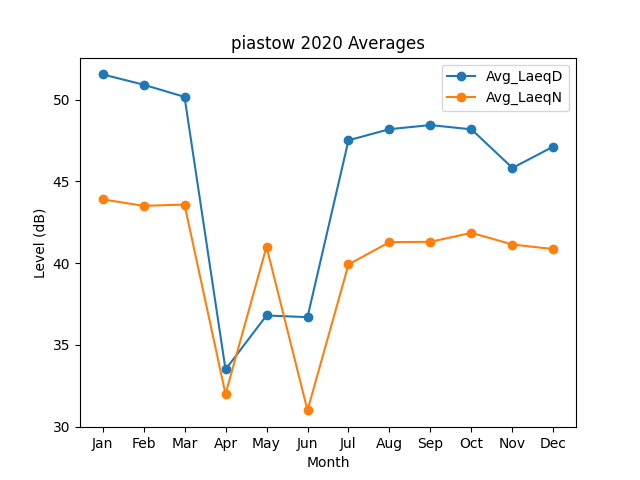 piastow 2020 Averages
Avg_LaeqD
Avg_LaeqN
Level (dB)
50
45
40
35
30
Jan Feb Mar Apr May Jun Jul Aug Sep Oct Nov Dec
Month